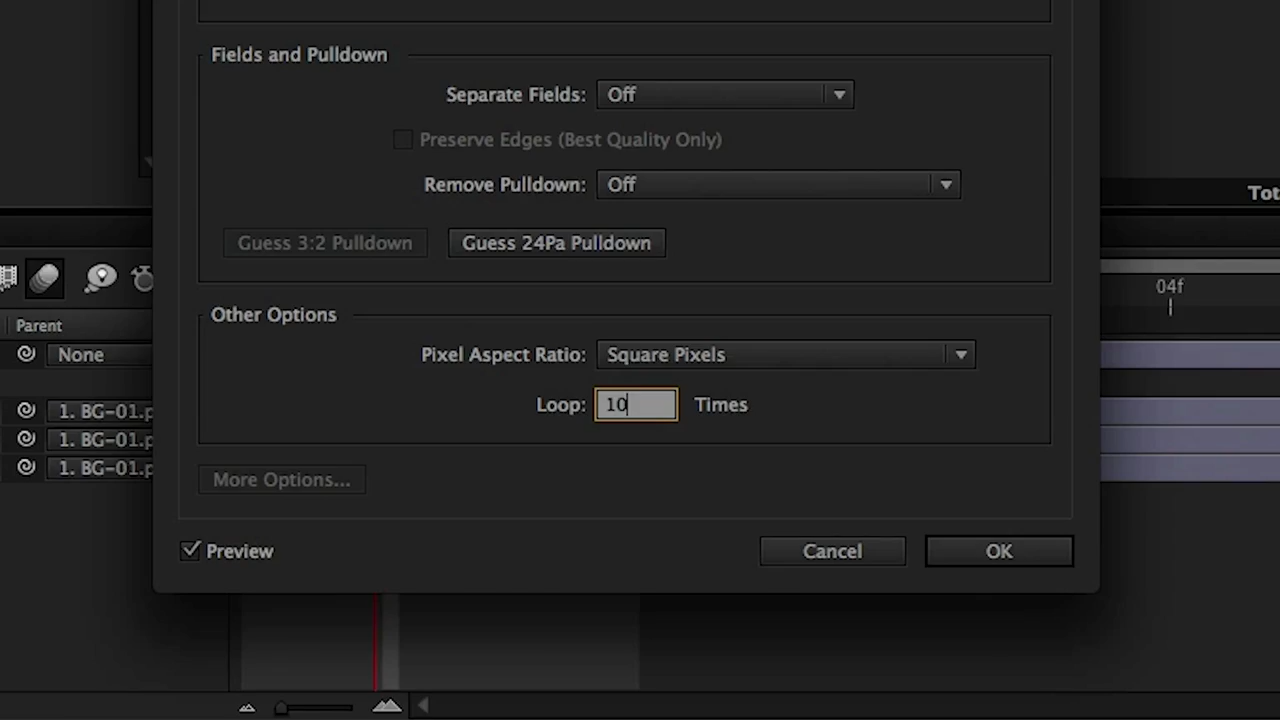 Fields and Pulldown
Separate Fields: Off
Preserve Edges (Best Quality Only)
Remove Pulldown: Off
Tot
Guess 3:2 Pulldown Guess 24Pa Pulldown
04f
Other Options
Parent
None
Pixel Aspect Ratio: Square Pixels
Loop: 10 Times
1. BG-01.p
1. BG-01.p
1. BG-01.p
More Options...
Preview Cancel OK